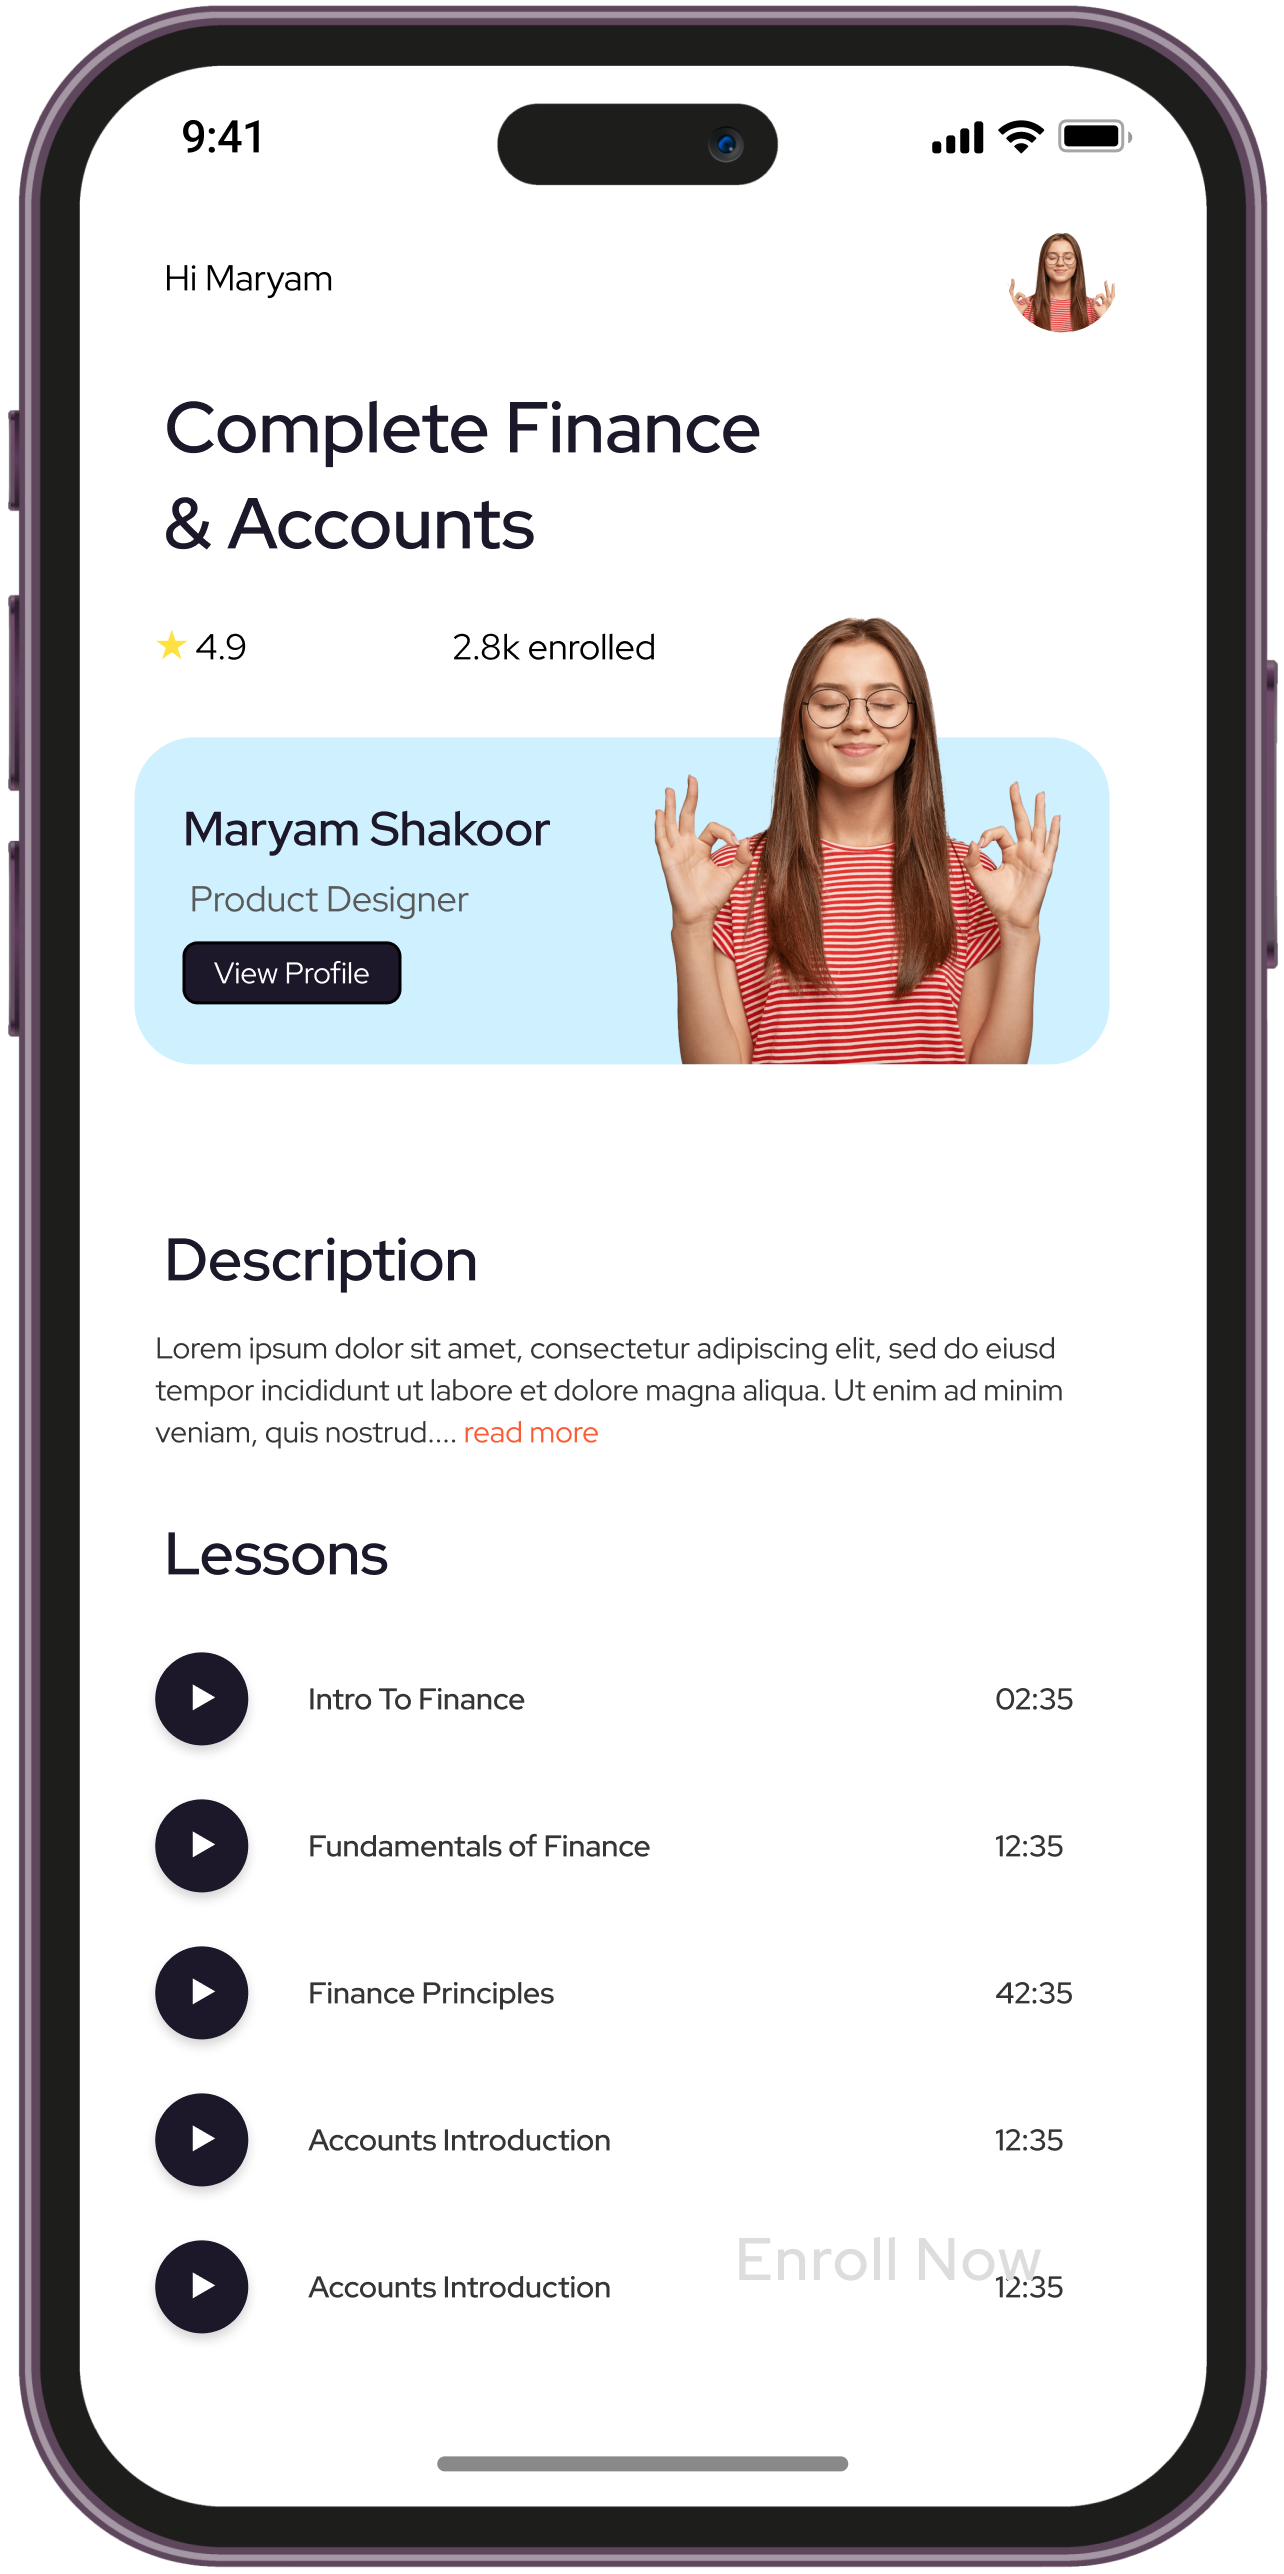 9:41
Hi Maryam
Complete Finance
& Accounts
4.9 2.8k enrolled
Maryam Shakoor
Product Designer
View Profile
Description
Lorem ipsum dolor sit amet, consectetur adipiscing elit, sed do eiusd
tempor incididunt ut labore et dolore magna aliqua. Ut enim ad minim
veniam, quis nostrud.... read more
Lessons
Intro To Finance 02:35
Fundamentals of Finance 12:35
Finance Principles 42:35
Accounts Introduction 12:35
Enroll Now
Accounts Introduction 12:35